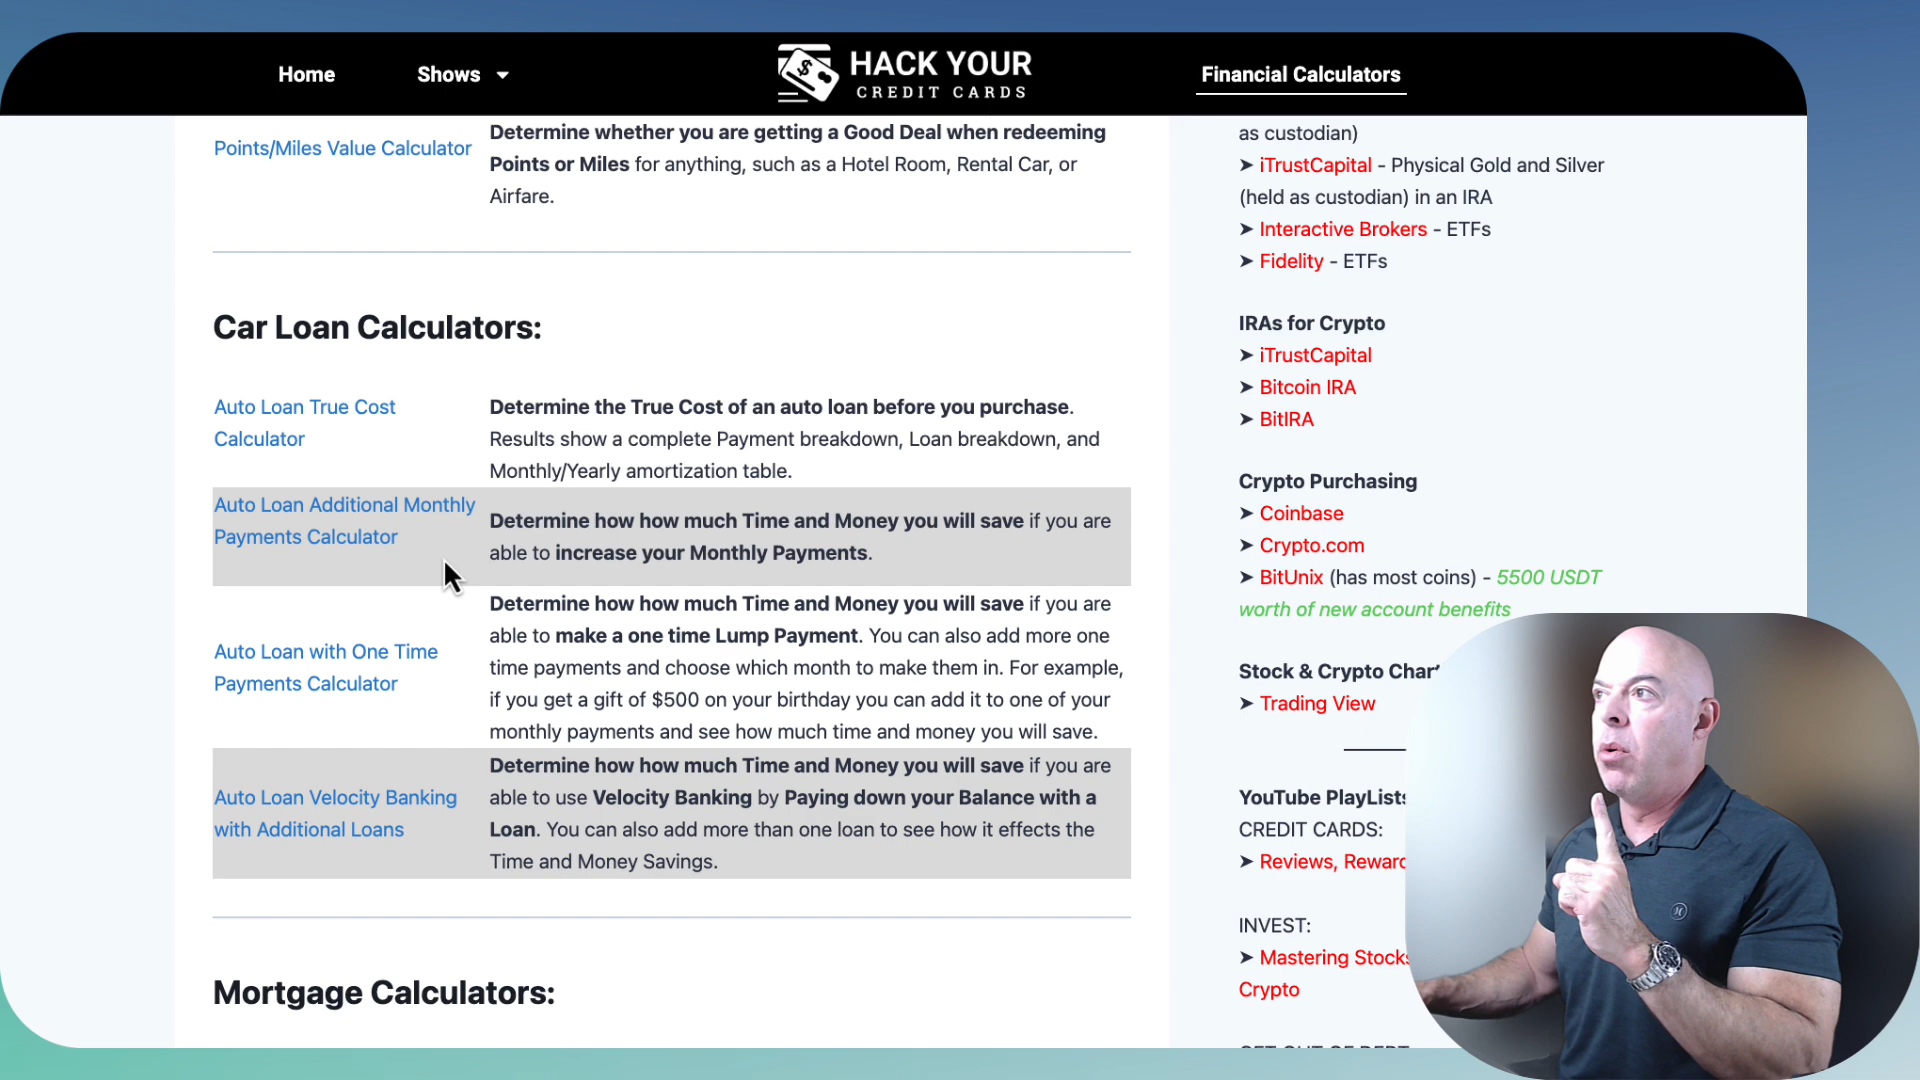 Home
Shows
HACK YOUR
CREDIT CARDS
Financial Calculators
Points/Miles Value Calculator
Determine whether you are getting a Good Deal when redeeming
Points or Miles for anything, such as a Hotel Room, Rental Car, or
Airfare.
Car Loan Calculators:
Auto Loan True Cost
Calculator
Determine the True Cost of an auto loan before you purchase.
Results show a complete Payment breakdown, Loan breakdown, and
Monthly/Yearly amortization table.
Auto Loan Additional Monthly
Payments Calculator
Determine how how much Time and Money you will save if you are
able to increase your Monthly Payments.
Auto Loan with One Time
Payments Calculator
Determine how how much Time and Money you will save if you are
able to make a one time Lump Payment. You can also add more one
time payments and choose which month to make them in. For example,
if you get a gift of $500 on your birthday you can add it to one of your
monthly payments and see how much time and money you will save.
Auto Loan Velocity Banking
with Additional Loans
Determine how how much Time and Money you will save if you are
able to use Velocity Banking by Paying down your Balance with a
Loan. You can also add more than one loan to see how it effects the
Time and Money Savings.
Mortgage Calculators:
as custodian)
➤ iTrustCapital - Physical Gold and Silver
(held as custodian) in an IRA
➤ Interactive Brokers - ETFs
➤ Fidelity - ETFs
IRAs for Crypto
➤ iTrustCapital
➤ Bitcoin IRA
➤ BitIRA
Crypto Purchasing
➤ Coinbase
➤ Crypto.com
➤ BitUnix (has most coins) - 5500 USDT
worth of new account benefits
Stock & Crypto Char
➤ Trading View
YouTube PlayLists
CREDIT CARDS:
➤ Reviews, Rewar
INVEST:
➤ Mastering Stocks
Crypto